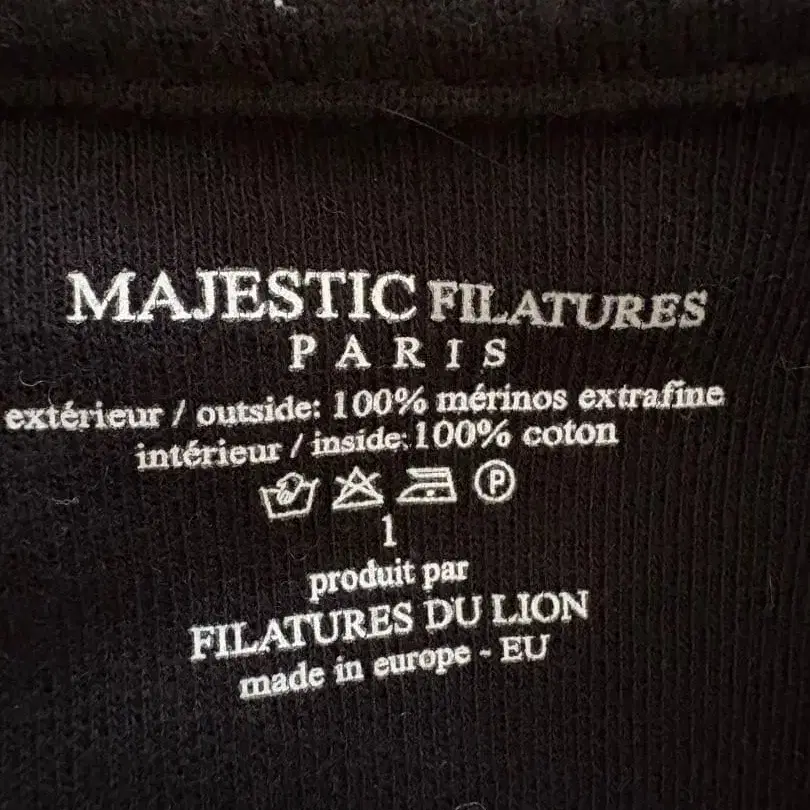 MAJESTIC FILATURES
PARIS
extérieur / outside: 100% mérinos extrafine
intérieur / inside: 100% coton
P
1
produit par
FILATURES DU LION
made in europe - EU